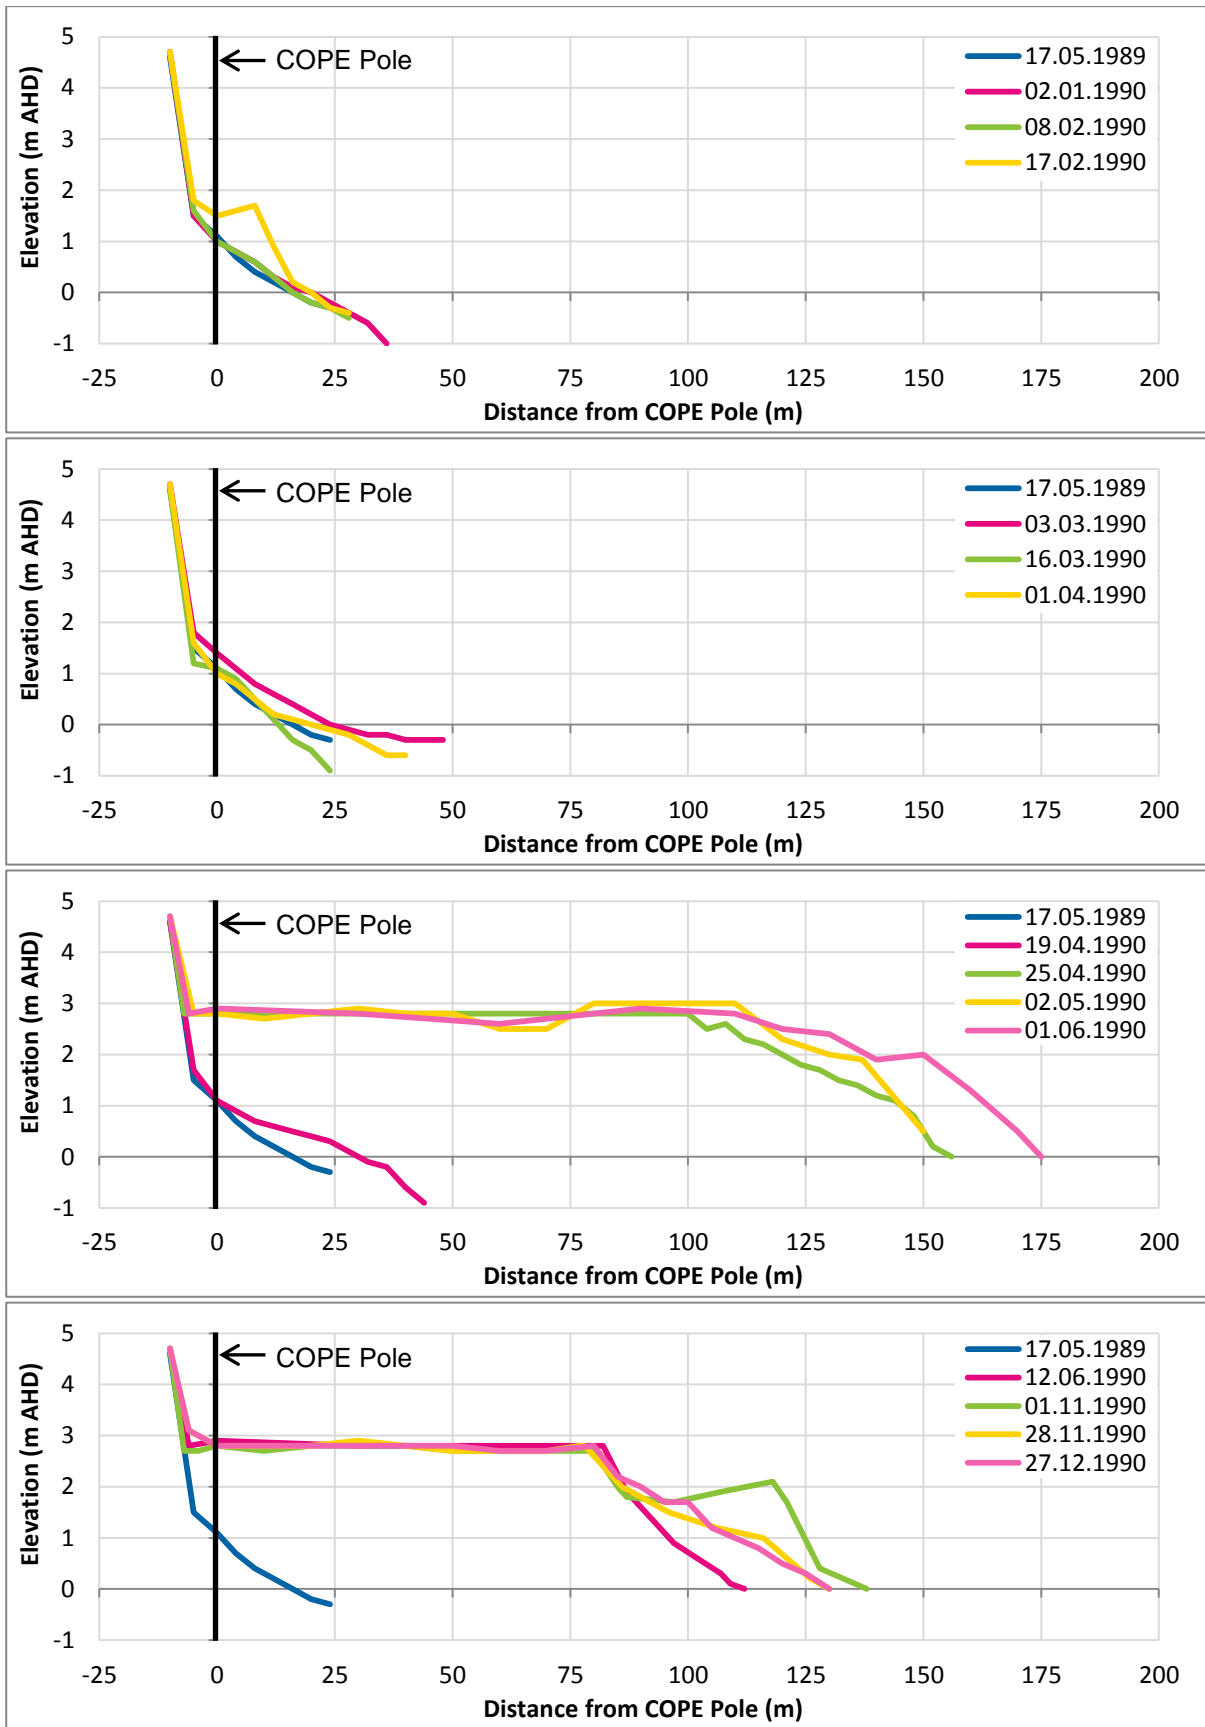 5
4
3
2
1
0
-1
Elevation (m AHD)
COPE Pole
17.05.1989
02.01.1990
08.02.1990
17.02.1990
-25 0 25 50 75 100 125 150 175 200
Distance from COPE Pole (m)
5
4
3
2
1
0
-1
Elevation (m AHD)
COPE Pole
17.05.1989
03.03.1990
16.03.1990
01.04.1990
-25 0 25 50 75 100 125 150 175 200
Distance from COPE Pole (m)
5
4
3
2
1
0
-1
Elevation (m AHD)
COPE Pole
17.05.1989
19.04.1990
25.04.1990
02.05.1990
01.06.1990
-25 0 25 50 75 100 125 150 175 200
Distance from COPE Pole (m)
5
4
3
2
1
0
-1
Elevation (m AHD)
COPE Pole
17.05.1989
12.06.1990
01.11.1990
28.11.1990
27.12.1990
-25 0 25 50 75 100 125 150 175 200
Distance from COPE Pole (m)